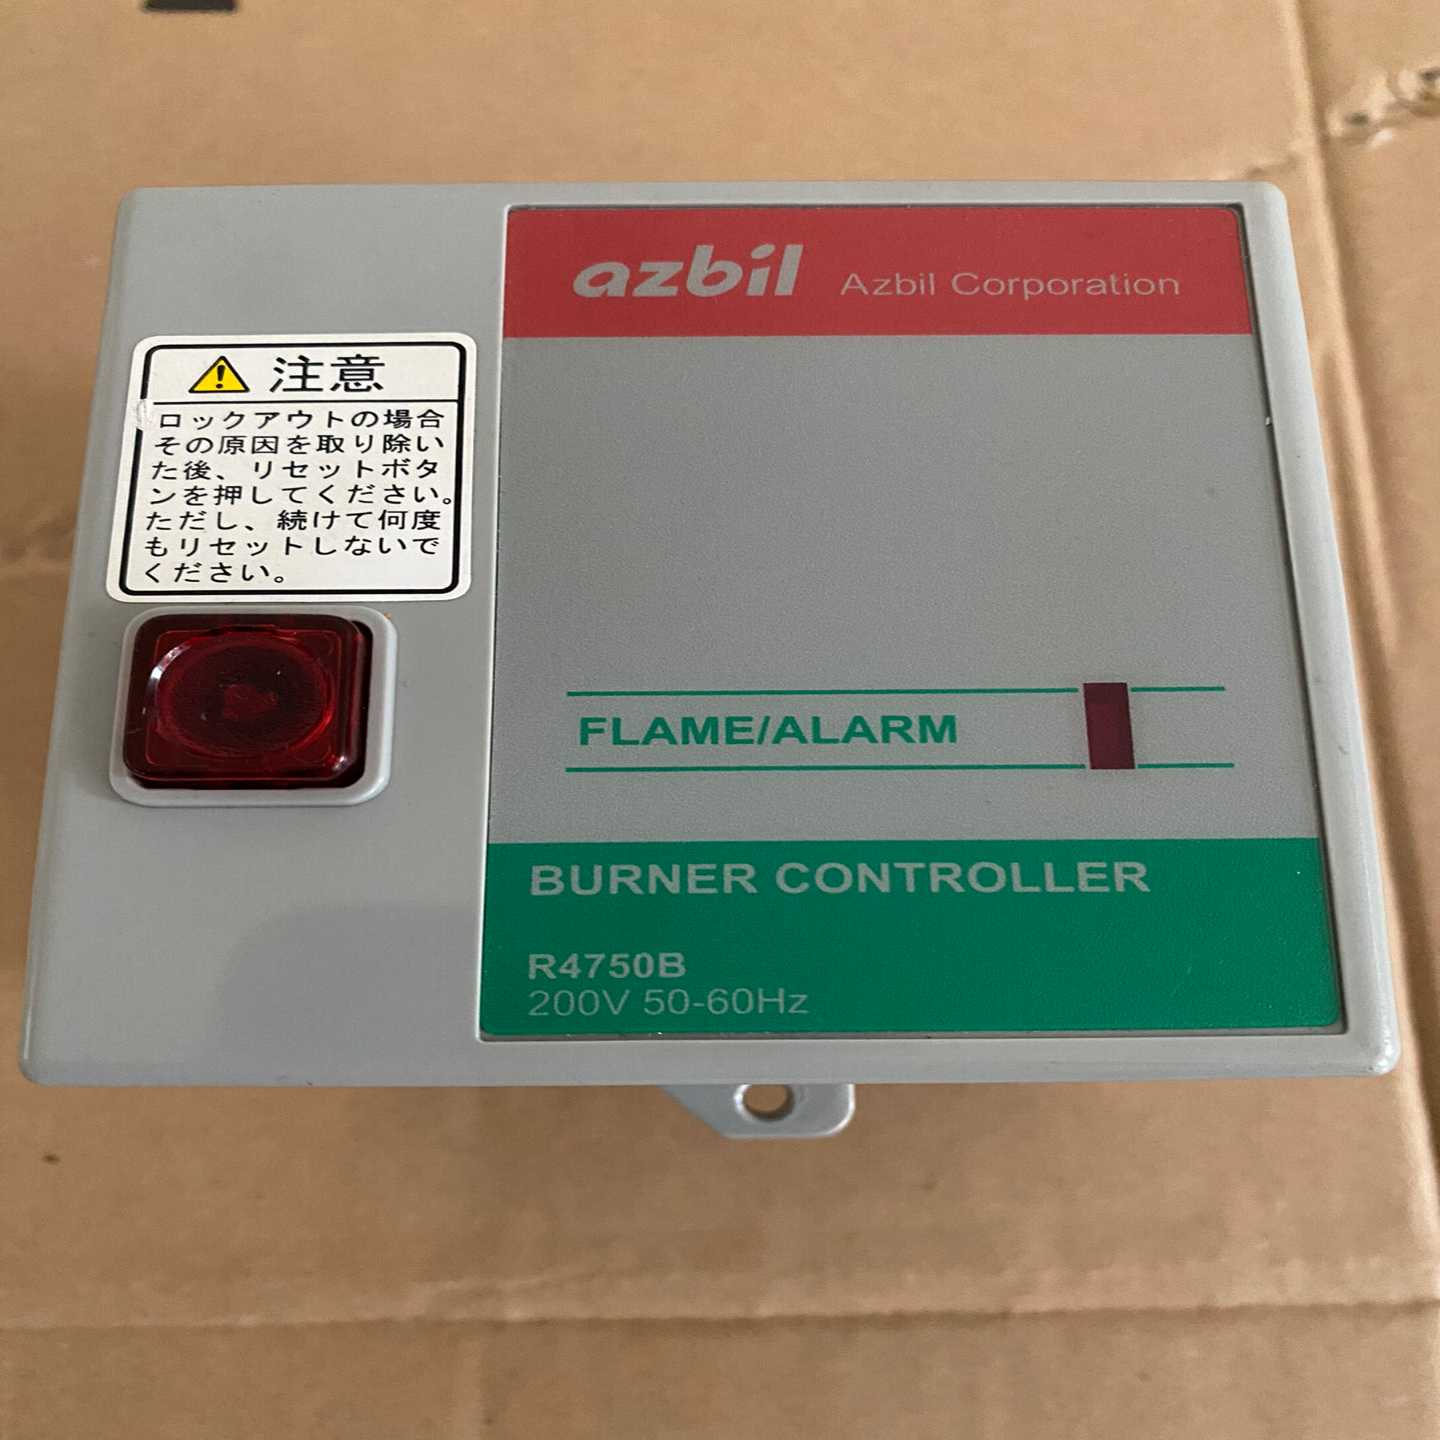 azbil Azbil Corporation
注意
ロックアウトの場合
その原因を取り除い
た後、リセットボタ
ンを押してください。
ただし、続けて何度
もリセットしないで
ください。
FLAME/ALARM
BURNER CONTROLLER
R4750B
200V 50-60Hz